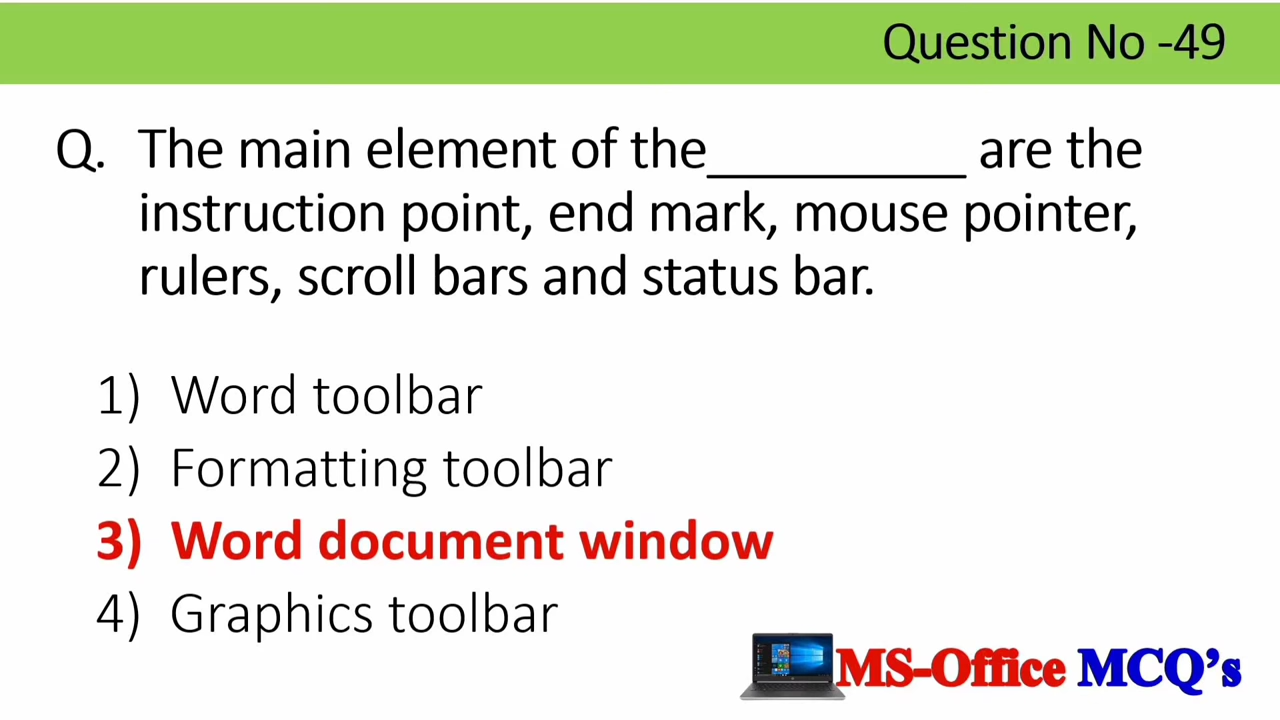 Question No -49
Q. The main element of the_________ are the
instruction point, end mark, mouse pointer,
rulers, scroll bars and status bar.
1) Word toolbar
2) Formatting toolbar
3) Word document window
4) Graphics toolbar
MS-Office MCQ's